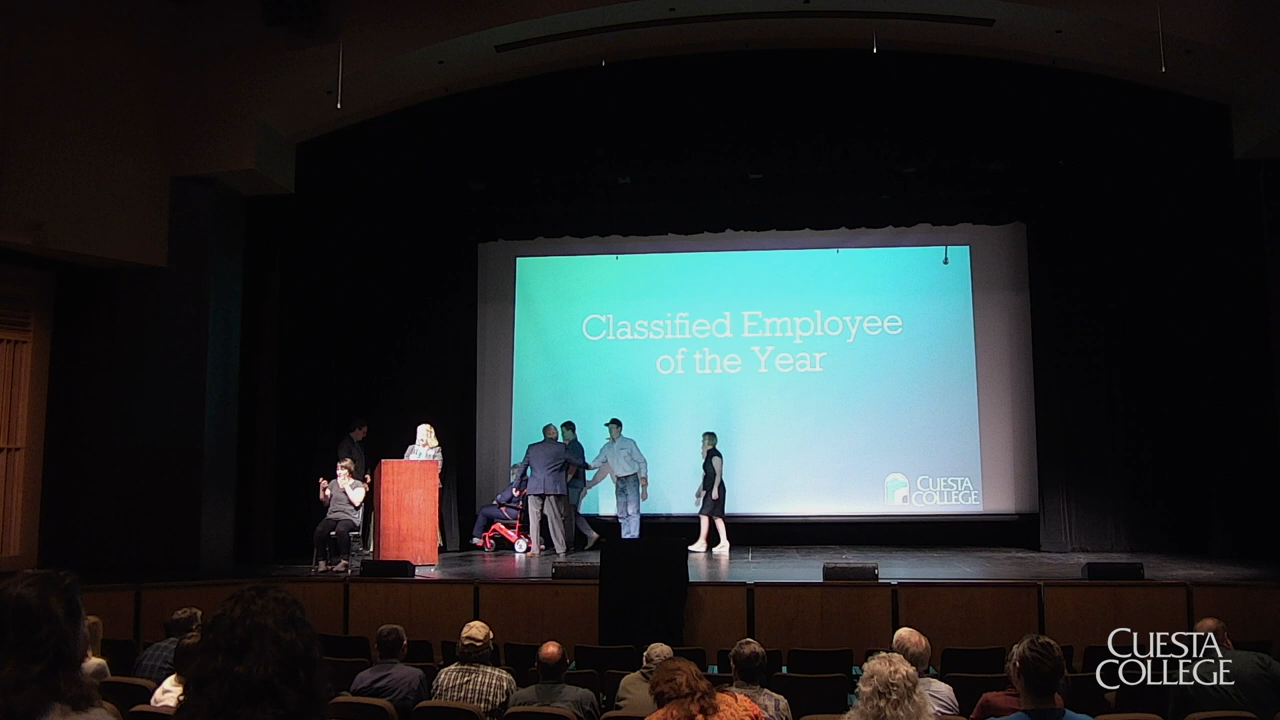 Classified Employee
of the Year
CUESTA
COLLEGE
CUESTA
COLLEGE